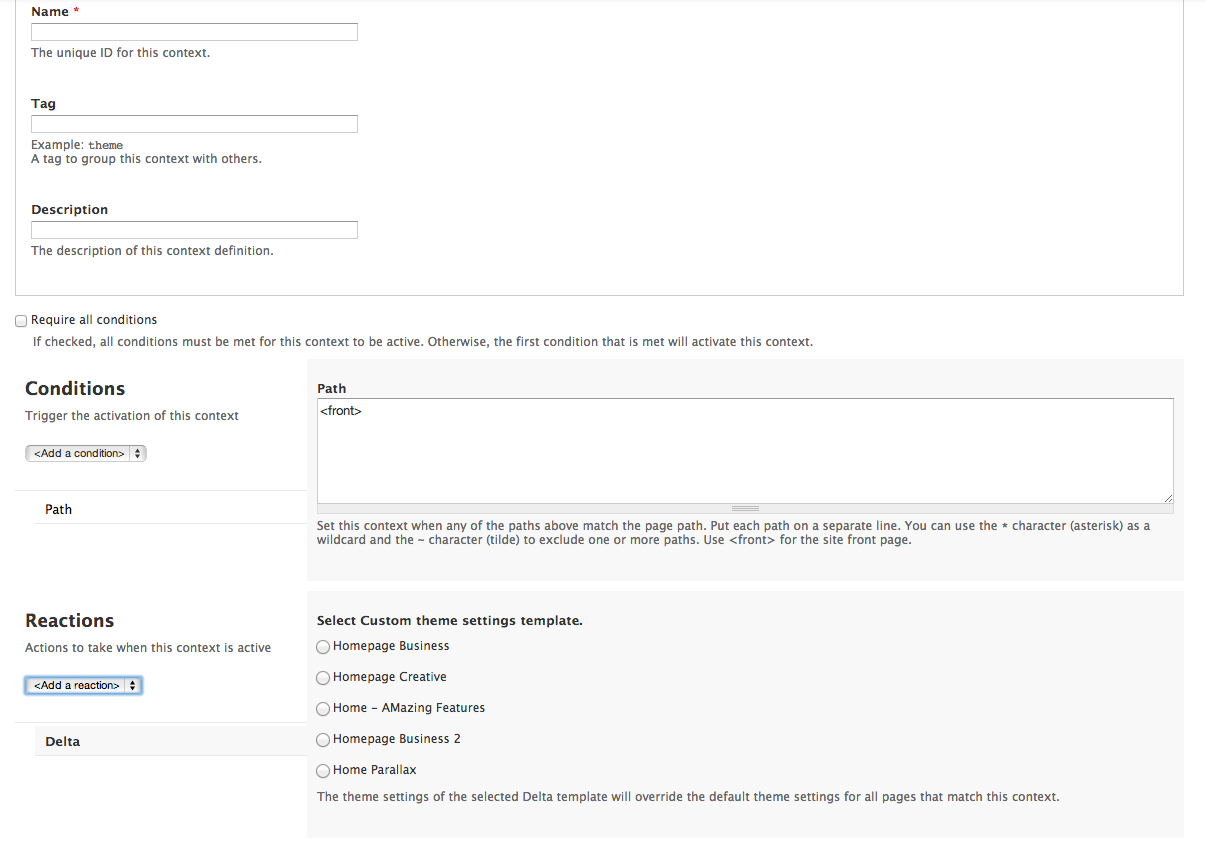 Name *
The unique ID for this context.
Tag
Example: theme
A tag to group this context with others.
Description
The description of this context definition.
Require all conditions
If checked, all conditions must be met for this context to be active. Otherwise, the first condition that is met will activate this context.
Conditions
Trigger the activation of this context
<Add a condition>
Path
Path
<front>
Set this context when any of the paths above match the page path. Put each path on a separate line. You can use the * character (asterisk) as a
wildcard and the ~ character (tilde) to exclude one or more paths. Use <front> for the site front page.
Reactions
Actions to take when this context is active
<Add a reaction>
Delta
Select Custom theme settings template.
Homepage Business
Homepage Creative
Home - AMazing Features
Homepage Business 2
Home Parallax
The theme settings of the selected Delta template will override the default theme settings for all pages that match this context.